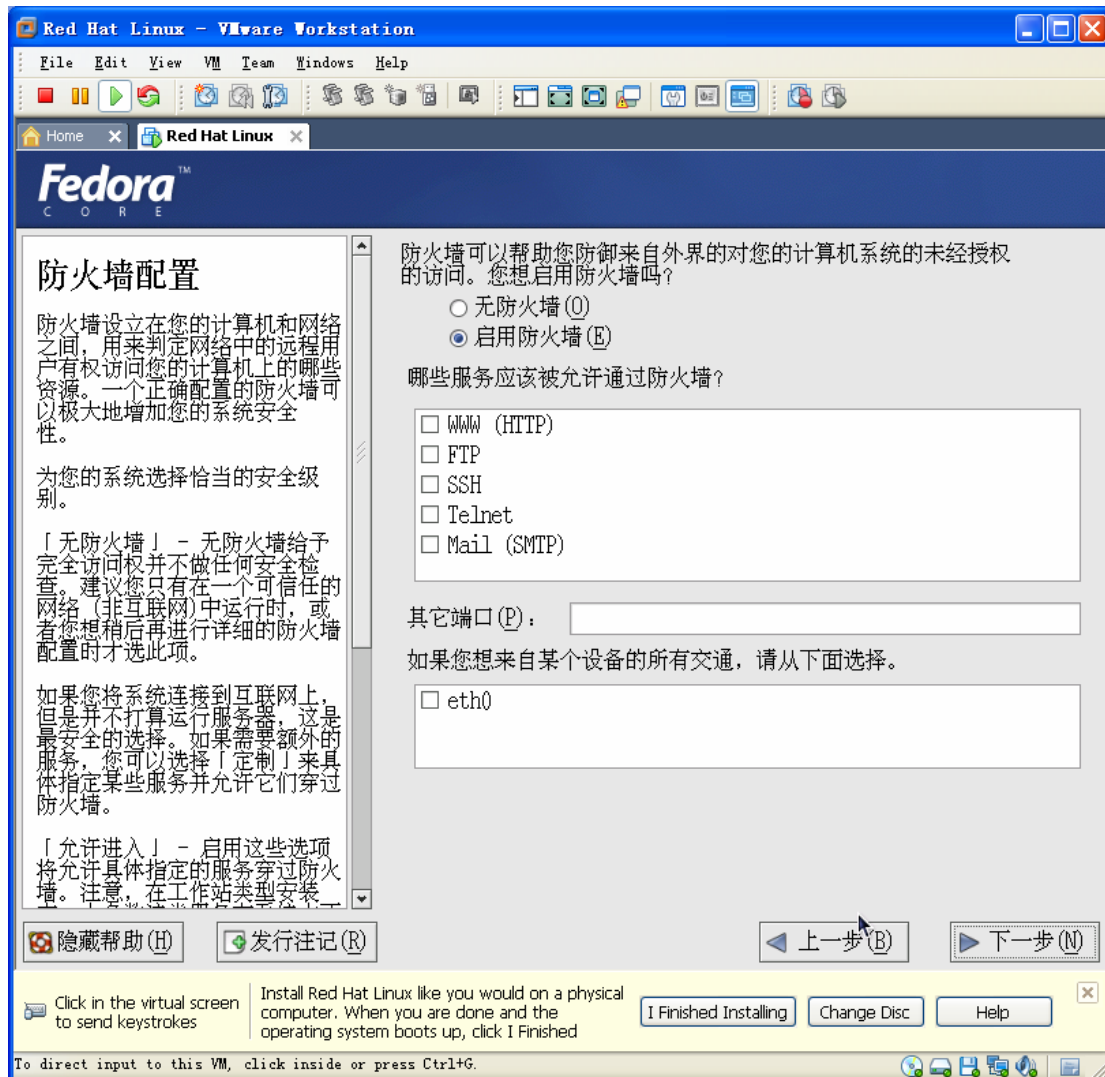 Red Hat Linux - VMware Workstation
File Edit View VM Team Windows Help
Home
Red Hat Linux
Fedora™
CORE
防火墙配置
防火墙设立在您的计算机和网络
之间，用来判定网络中的远程用
户有权访问您的计算机上的哪些
资源。一个正确配置的防火墙可
以极大地增加您的系统安全
性。
为您的系统选择恰当的安全级
别。
「无防火墙」 - 无防火墙给予
完全访问权并不做任何安全检
查。建议您只有在一个可信任的
网络 (非互联网)中运行时，或
者您想稍后再进行详细的防火墙
配置时才选此项。
如果您将系统连接到互联网上，
但是并不打算运行服务器，这是
最安全的选择。如果需要额外的
服务，您可以选择「定制」来具
体指定某些服务并允许它们穿过
防火墙。
「允许进入」 - 启用这些选项
将允许具体指定的服务穿过防火
墙。注意，在工作站类型安装
防火墙可以帮助您防御来自外界的对您的计算机系统的未经授权
的访问。您想启用防火墙吗？
无防火墙(O)
启用防火墙(E)
哪些服务应该被允许通过防火墙？
WWW (HTTP)
FTP
SSH
Telnet
Mail (SMTP)
其它端口(P)：
如果您想来自某个设备的所有交通，请从下面选择。
eth0
隐藏帮助(H)
发行注记(R)
上一步(B)
下一步(N)
Click in the virtual screen
to send keystrokes
Install Red Hat Linux like you would on a physical
computer. When you are done and the
operating system boots up, click I Finished
I Finished Installing
Change Disc
Help
To direct input to this VM, click inside or press Ctrl+G.